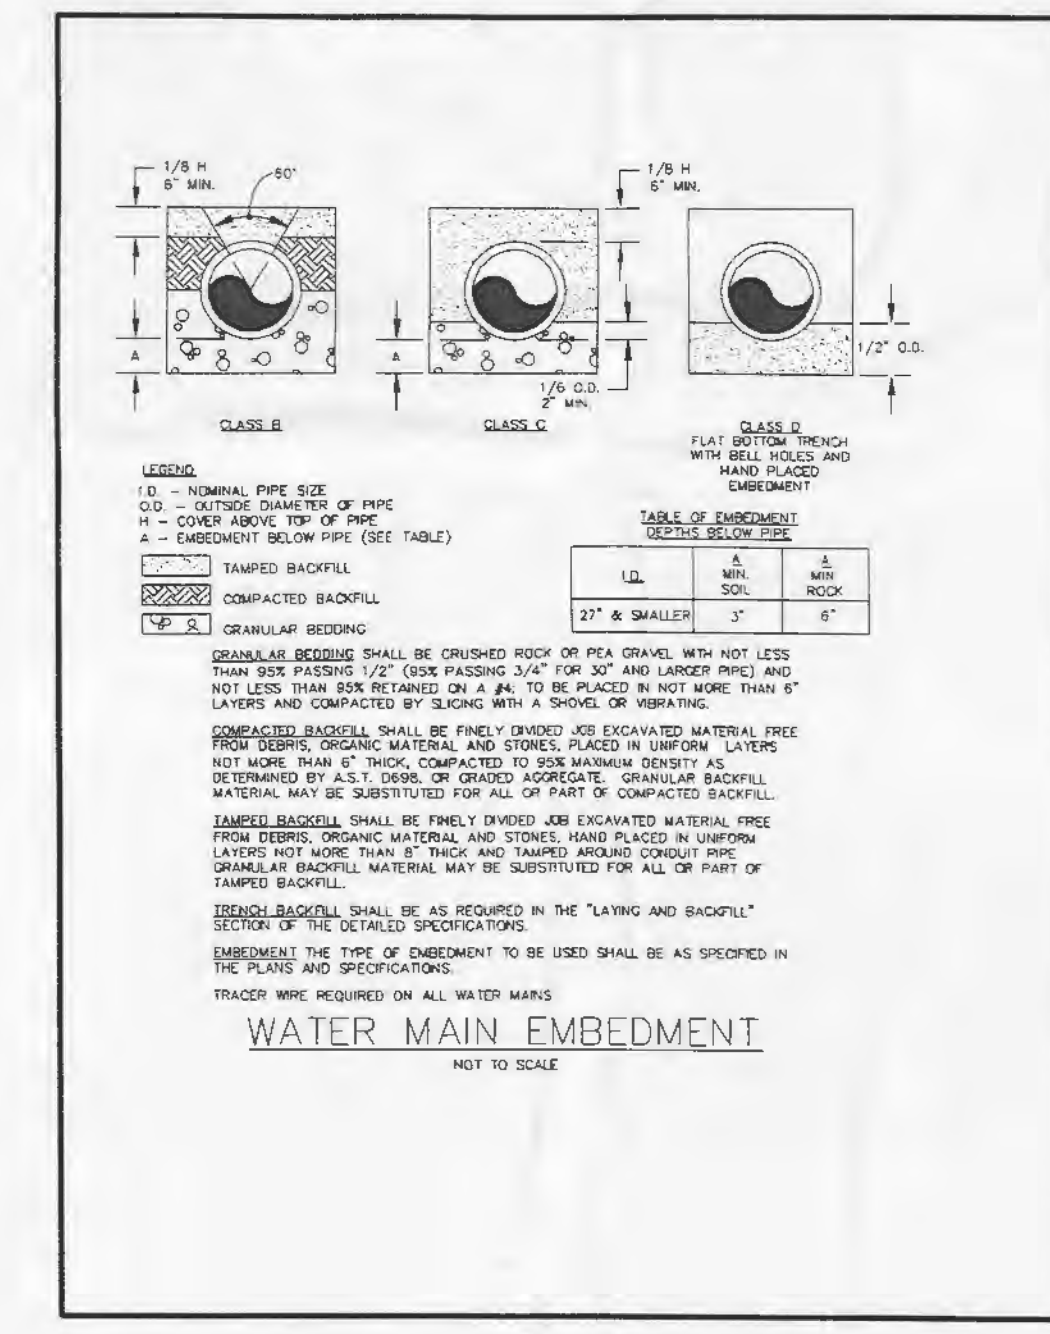 1/8 H
6" MIN.
60°
1/8 H
6" MIN.
A
A
1/2" O.D.
1/6 O.D.
2" MIN.
CLASS B
CLASS C
CLASS D
FLAT BOTTOM TRENCH
WITH BELL HOLES AND
HAND PLACED
EMBEDMENT
LEGEND
I.D. - NOMINAL PIPE SIZE
O.D. - OUTSIDE DIAMETER OF PIPE
H - COVER ABOVE TOP OF PIPE
A - EMBEDMENT BELOW PIPE (SEE TABLE)
TAMPED BACKFILL
COMPACTED BACKFILL
GRANULAR BEDDING
TABLE OF EMBEDMENT
DEPTHS BELOW PIPE
I.D.
A
MIN.
SOIL
A
MIN
ROCK
27" & SMALLER
3"
6"
GRANULAR BEDDING SHALL BE CRUSHED ROCK OR PEA GRAVEL WITH NOT LESS
THAN 95% PASSING 1/2" (95% PASSING 3/4" FOR 30" AND LARGER PIPE) AND
NOT LESS THAN 95% RETAINED ON A #4; TO BE PLACED IN NOT MORE THAN 6"
LAYERS AND COMPACTED BY SLICING WITH A SHOVEL OR VIBRATING.
COMPACTED BACKFILL SHALL BE FINELY DIVIDED JOB EXCAVATED MATERIAL FREE
FROM DEBRIS, ORGANIC MATERIAL AND STONES, PLACED IN UNIFORM LAYERS
NOT MORE THAN 6" THICK, COMPACTED TO 95% MAXIMUM DENSITY AS
DETERMINED BY A.S.T. D698, OR GRADED AGGREGATE. GRANULAR BACKFILL
MATERIAL MAY BE SUBSTITUTED FOR ALL OR PART OF COMPACTED BACKFILL.
TAMPED BACKFILL SHALL BE FINELY DIVIDED JOB EXCAVATED MATERIAL FREE
FROM DEBRIS, ORGANIC MATERIAL AND STONES, HAND PLACED IN UNIFORM
LAYERS NOT MORE THAN 8" THICK AND TAMPED AROUND CONDUIT PIPE
GRANULAR BACKFILL MATERIAL MAY BE SUBSTITUTED FOR ALL OR PART OF
TAMPED BACKFILL.
TRENCH BACKFILL SHALL BE AS REQUIRED IN THE "LAYING AND BACKFILL"
SECTION OF THE DETAILED SPECIFICATIONS.
EMBEDMENT THE TYPE OF EMBEDMENT TO BE USED SHALL BE AS SPECIFIED IN
THE PLANS AND SPECIFICATIONS.
TRACER WIRE REQUIRED ON ALL WATER MAINS
WATER MAIN EMBEDMENT
NOT TO SCALE